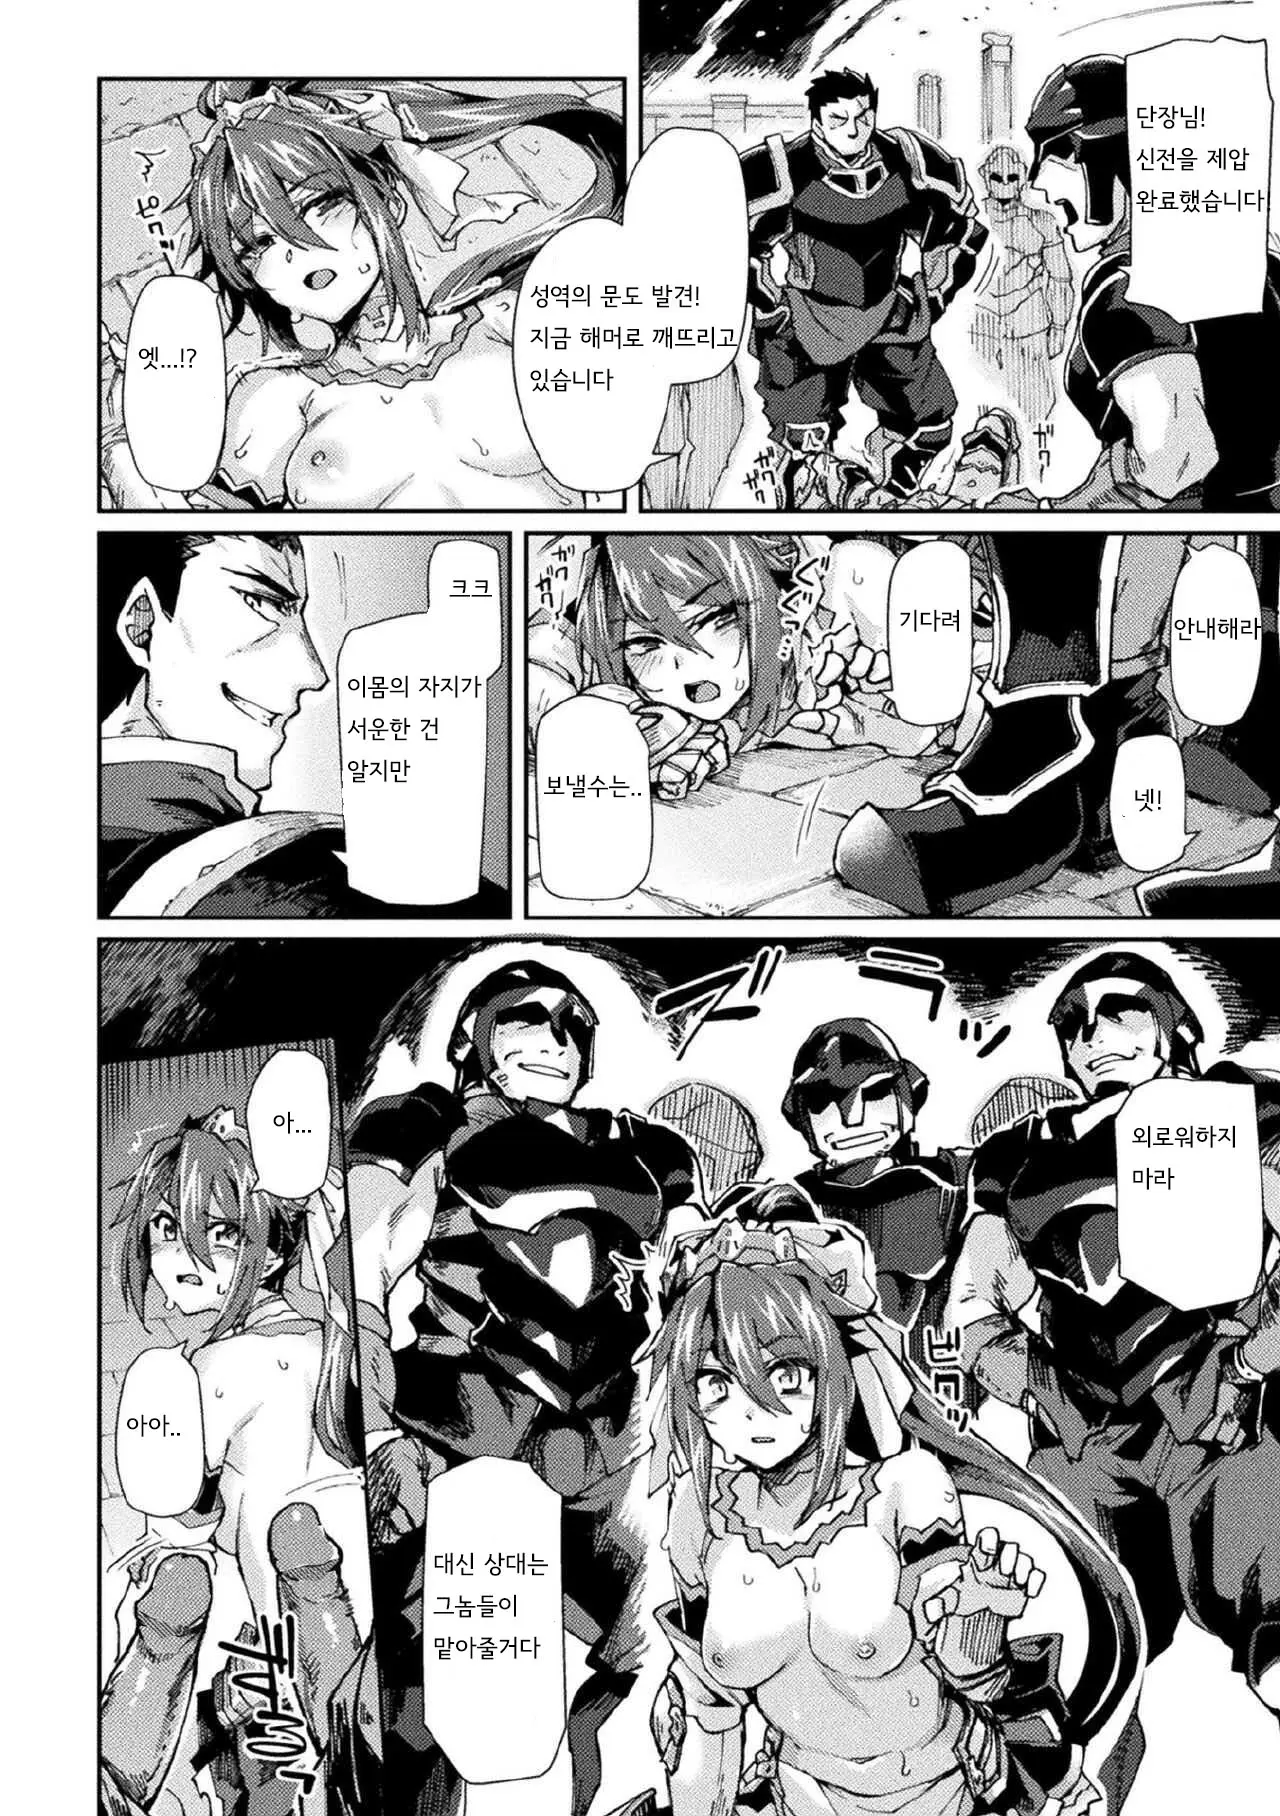 단장님!
신전을 제압
완료했습니다!
성역의 문도 발견!
지금 해머로 깨뜨리고
있습니다
엣...!?
안내해라
넷!
기다려
보낼수는..
크크
이몸의 자지가
서운한 건
알지만
외로워하지
마라
대신 상대는
그놈들이
맡아줄거다
아...
아아..